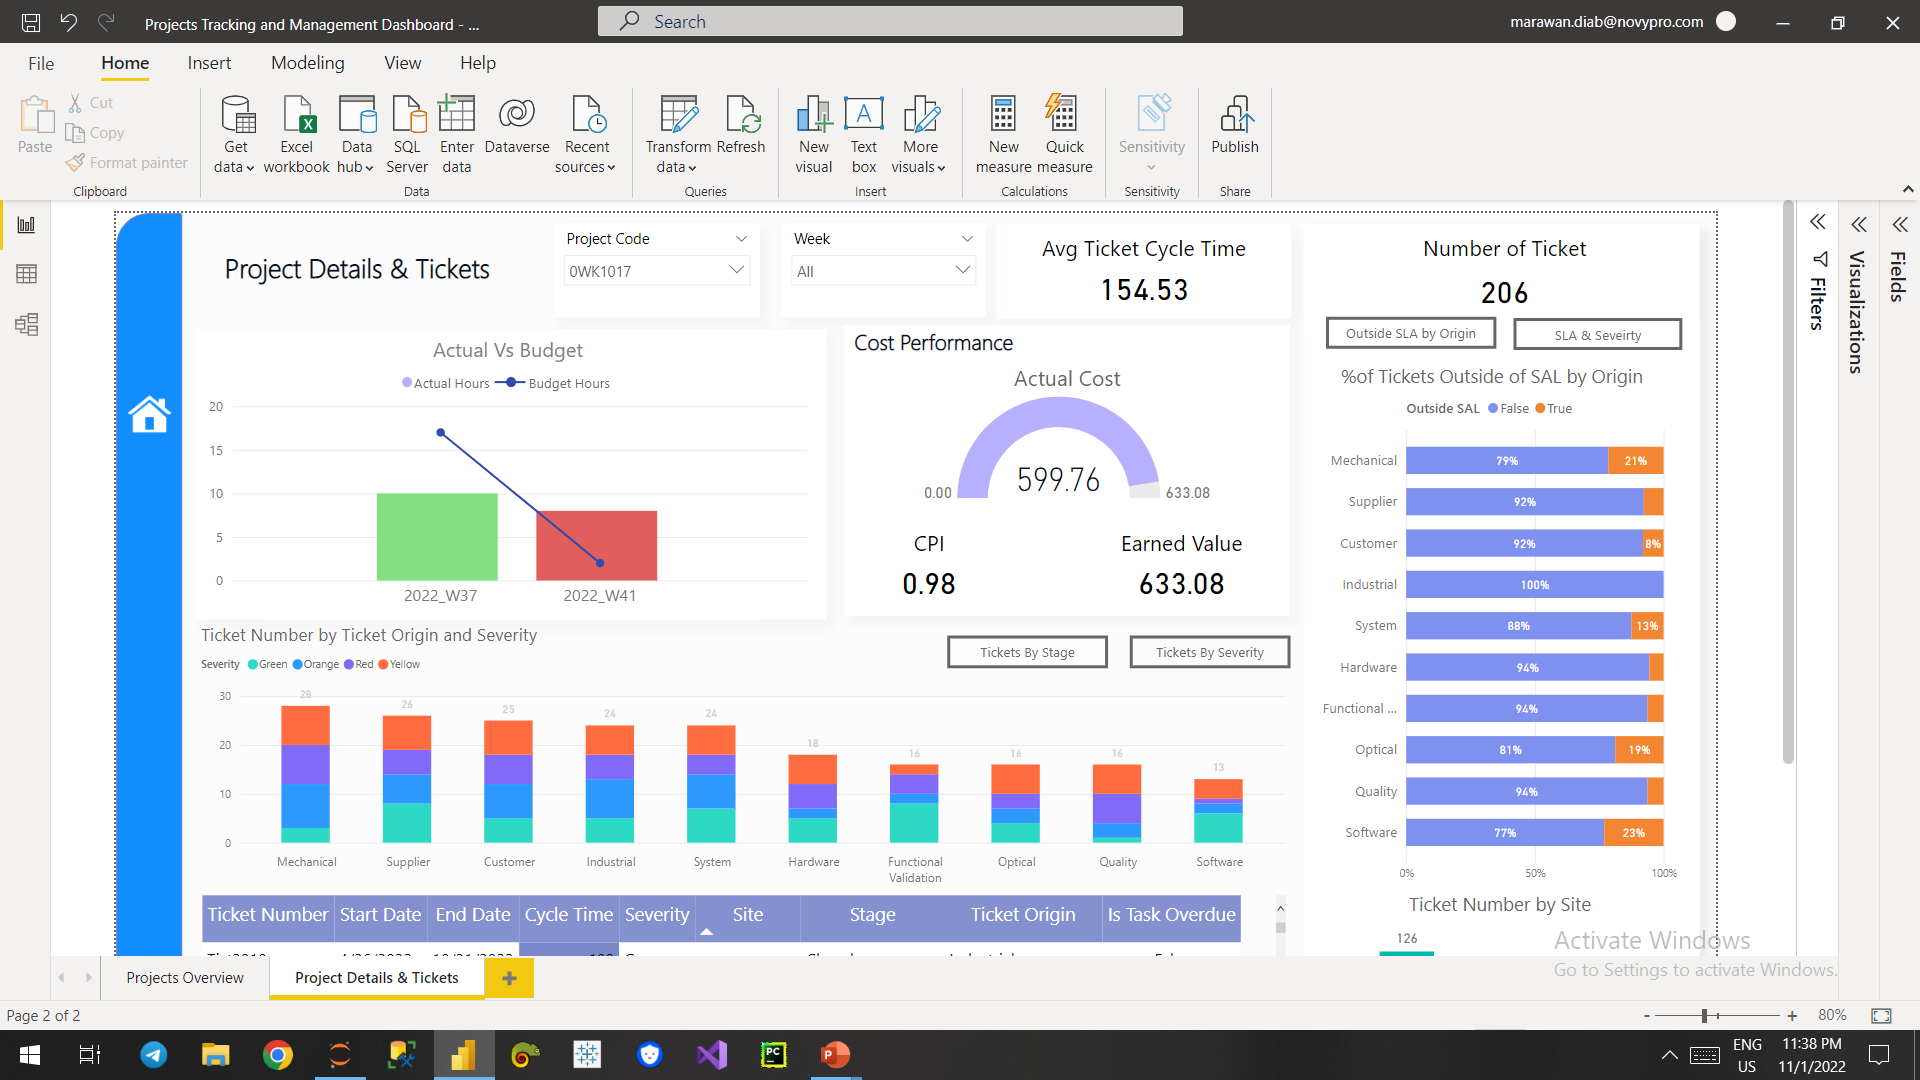 Projects Tracking and Management Dashboard - ...
Search
marawan.diab@novypro.com
File
Home
Insert
Modeling
View
Help
Paste
Cut
Copy
Format painter
Clipboard
Get data
Excel workbook
Data hub
SQL Server
Enter data
Dataverse
Recent sources
Data
Transform data
Refresh
Queries
New visual
Text box
More visuals
Insert
New measure
Quick measure
Calculations
Sensitivity
Sensitivity
Publish
Share
Project Details & Tickets
Project Code
0WK1017
Week
All
Avg Ticket Cycle Time
154.53
Number of Ticket
206
Outside SLA by Origin
SLA & Seveirty
Filters
Visualizations
Fields
Actual Vs Budget
Actual Hours
Budget Hours
20
15
10
5
0
2022_W37
2022_W41
Cost Performance
Actual Cost
599.76
0.00
633.08
CPI
0.98
Earned Value
633.08
%of Tickets Outside of SAL by Origin
Outside SAL False True
Mechanical 79% 21%
Supplier 92%
Customer 92% 8%
Industrial 100%
System 88% 13%
Hardware 94%
Functional ... 94%
Optical 81% 19%
Quality 94%
Software 77% 23%
0% 50% 100%
Ticket Number by Ticket Origin and Severity
Severity Green Orange Red Yellow
Tickets By Stage
Tickets By Severity
30
20
10
0
28
26
25
24
24
18
16
16
16
13
Mechanical
Supplier
Customer
Industrial
System
Hardware
Functional Validation
Optical
Quality
Software
Ticket Number Start Date End Date Cycle Time Severity Site Stage Ticket Origin Is Task Overdue
Ticket Number by Site
126
Activate Windows
Go to Settings to activate Windows.
Projects Overview
Project Details & Tickets
+
Page 2 of 2
- + 80%
PC
P
ENG
US
11:38 PM
11/1/2022